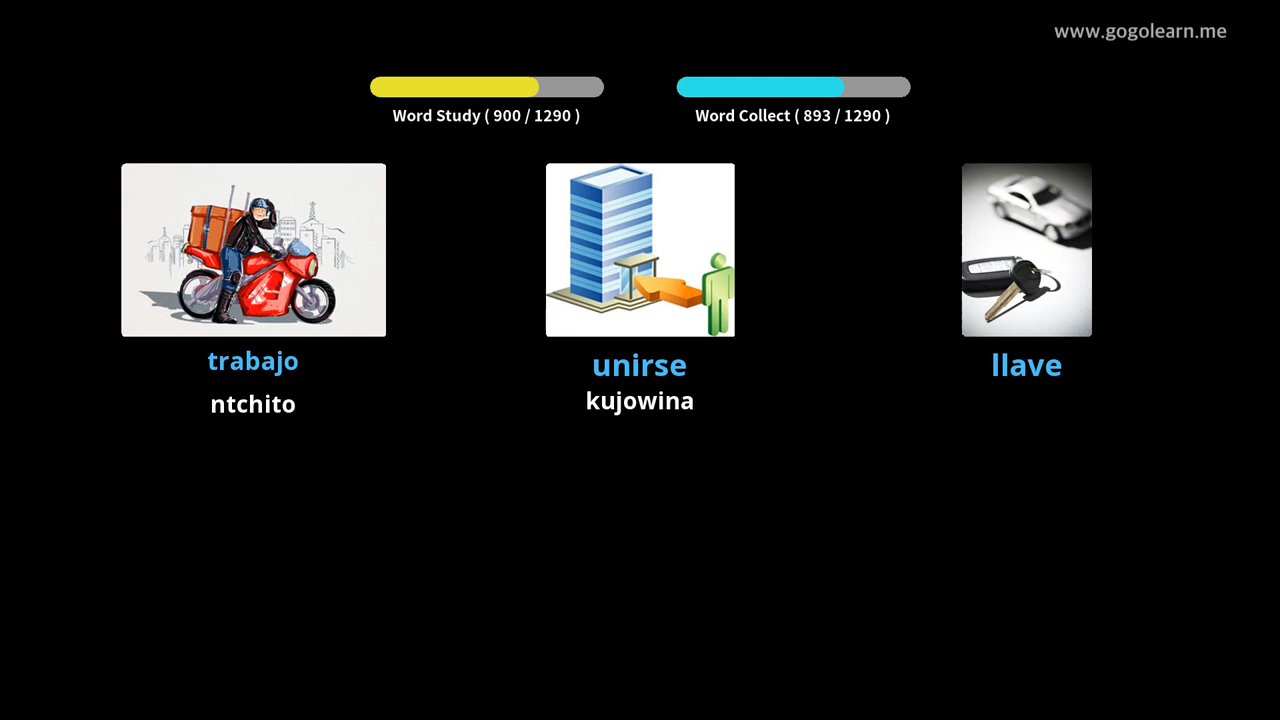 www.gogolearn.me
Word Study ( 900 / 1290 )
Word Collect ( 893 / 1290 )
trabajo
ntchito
unirse
kujowina
llave